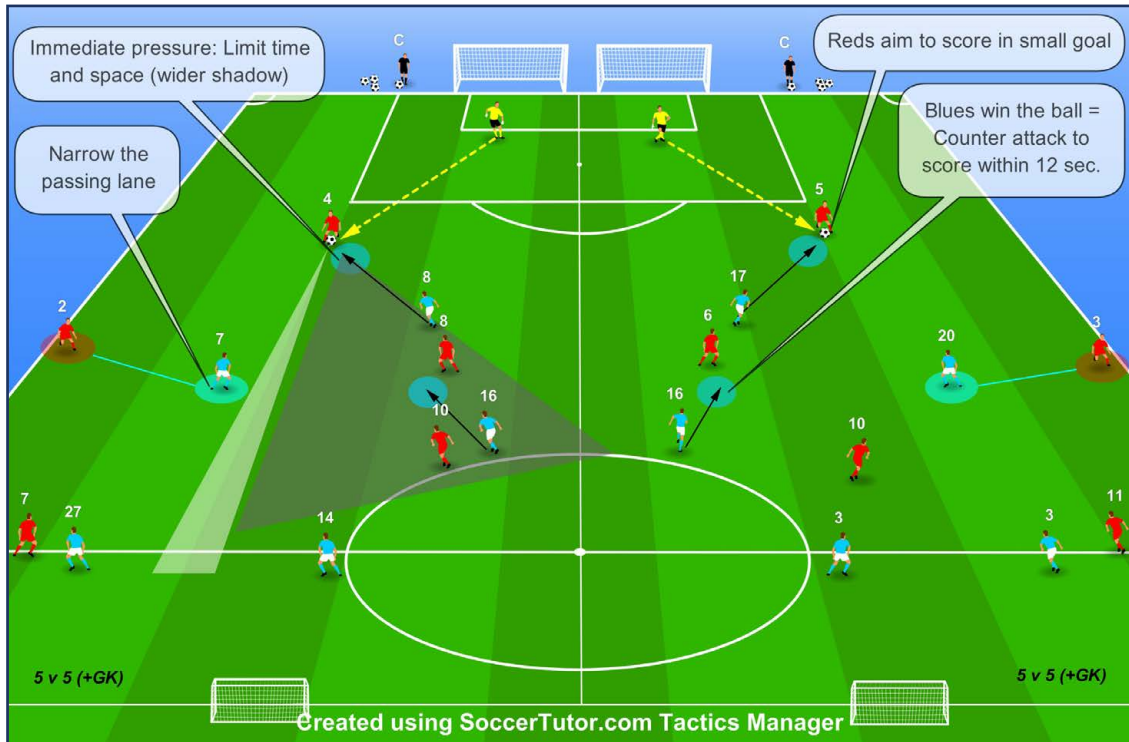 C
C
Immediate pressure: Limit time
and space (wider shadow)
Reds aim to score in small goal
Blues win the ball =
Counter attack to
score within 12 sec.
Narrow the
passing lane
4
5
8
17
2
7
8
6
20
3
10
16
16
10
7
27
14
3
3
11
5 v 5 (+GK)
5 v 5 (+GK)
Created using SoccerTutor.com Tactics Manager